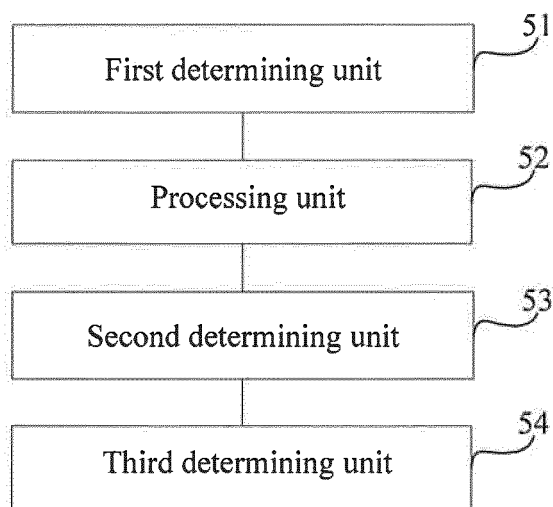 51
First determining unit
52
Processing unit
53
Second determining unit
54
Third determining unit